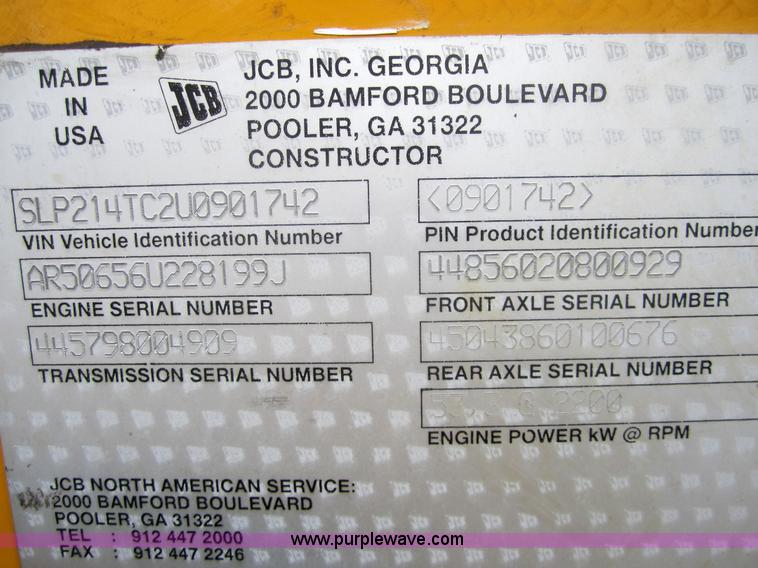 MADE
IN
USA
JCB
JCB, INC. GEORGIA
2000 BAMFORD BOULEVARD
POOLER, GA 31322
CONSTRUCTOR
SLP214TC2U0901742
VIN Vehicle Identification Number
<0901742>
PIN Product Identification Number
AR50656U228199J
ENGINE SERIAL NUMBER
44856020800929
FRONT AXLE SERIAL NUMBER
445798004909
TRANSMISSION SERIAL NUMBER
45043860100676
REAR AXLE SERIAL NUMBER
@ 2200
ENGINE POWER kW @ RPM
JCB NORTH AMERICAN SERVICE:
2000 BAMFORD BOULEVARD
POOLER, GA 31322
TEL : 912 447 2000
FAX : 912 447 2246
www.purplewave.com